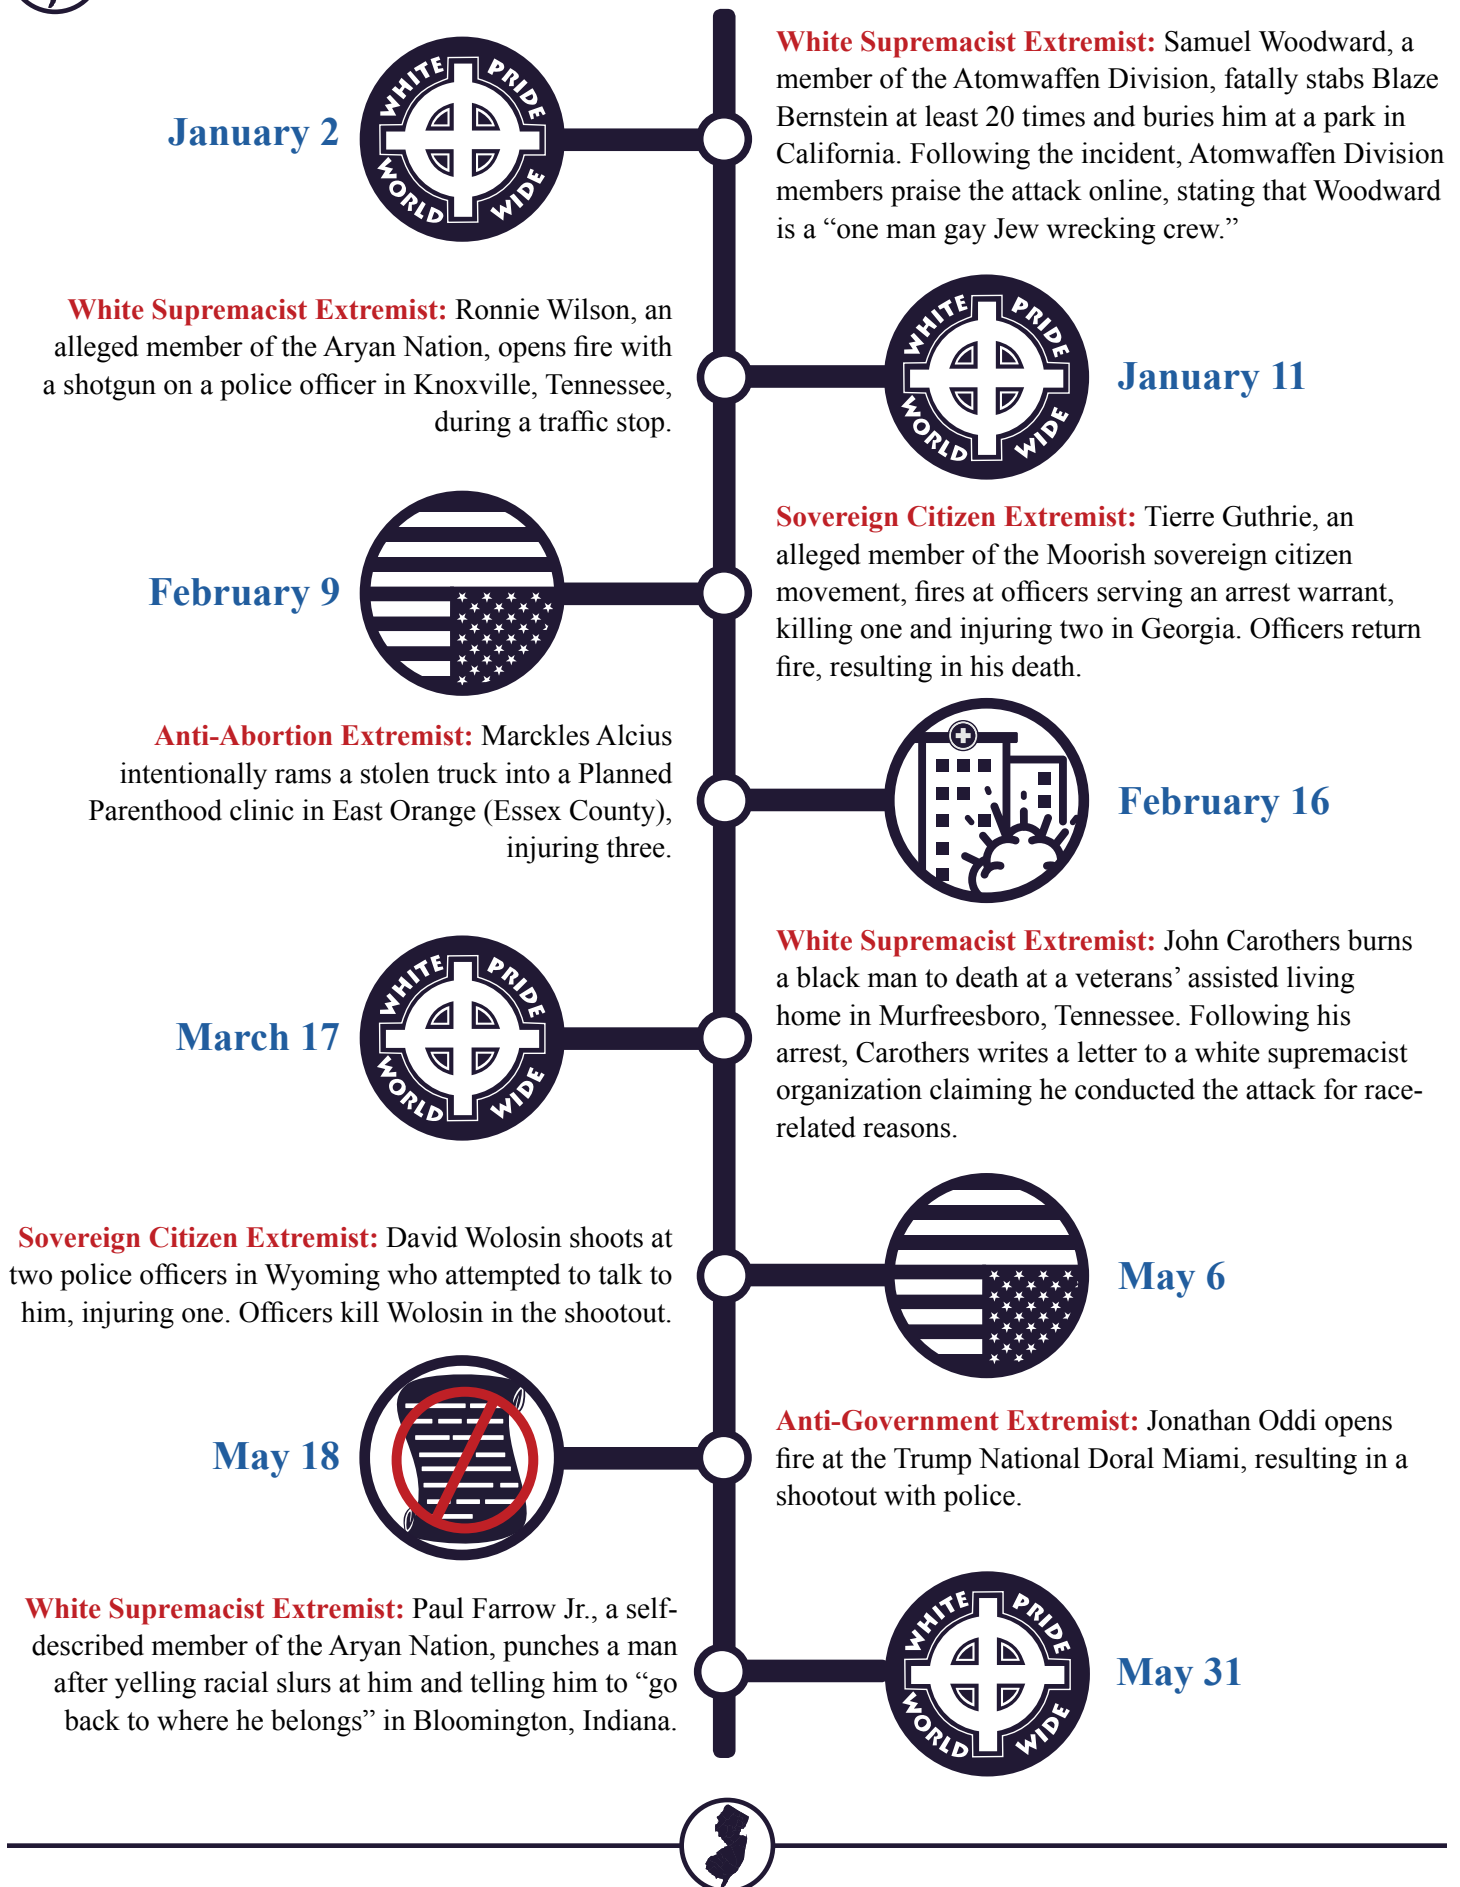 January 2
WHITE PRIDE
WORLD WIDE
White Supremacist Extremist: Samuel Woodward, a
member of the Atomwaffen Division, fatally stabs Blaze
Bernstein at least 20 times and buries him at a park in
California. Following the incident, Atomwaffen Division
members praise the attack online, stating that Woodward
is a “one man gay Jew wrecking crew.”
White Supremacist Extremist: Ronnie Wilson, an
alleged member of the Aryan Nation, opens fire with
a shotgun on a police officer in Knoxville, Tennessee,
during a traffic stop.
WHITE PRIDE
WORLD WIDE
January 11
February 9
Sovereign Citizen Extremist: Tierre Guthrie, an
alleged member of the Moorish sovereign citizen
movement, fires at officers serving an arrest warrant,
killing one and injuring two in Georgia. Officers return
fire, resulting in his death.
Anti-Abortion Extremist: Marckles Alcius
intentionally rams a stolen truck into a Planned
Parenthood clinic in East Orange (Essex County),
injuring three.
February 16
March 17
WHITE PRIDE
WORLD WIDE
White Supremacist Extremist: John Carothers burns
a black man to death at a veterans’ assisted living
home in Murfreesboro, Tennessee. Following his
arrest, Carothers writes a letter to a white supremacist
organization claiming he conducted the attack for race-
related reasons.
Sovereign Citizen Extremist: David Wolosin shoots at
two police officers in Wyoming who attempted to talk to
him, injuring one. Officers kill Wolosin in the shootout.
May 6
May 18
Anti-Government Extremist: Jonathan Oddi opens
fire at the Trump National Doral Miami, resulting in a
shootout with police.
White Supremacist Extremist: Paul Farrow Jr., a self-
described member of the Aryan Nation, punches a man
after yelling racial slurs at him and telling him to “go
back to where he belongs” in Bloomington, Indiana.
WHITE PRIDE
WORLD WIDE
May 31